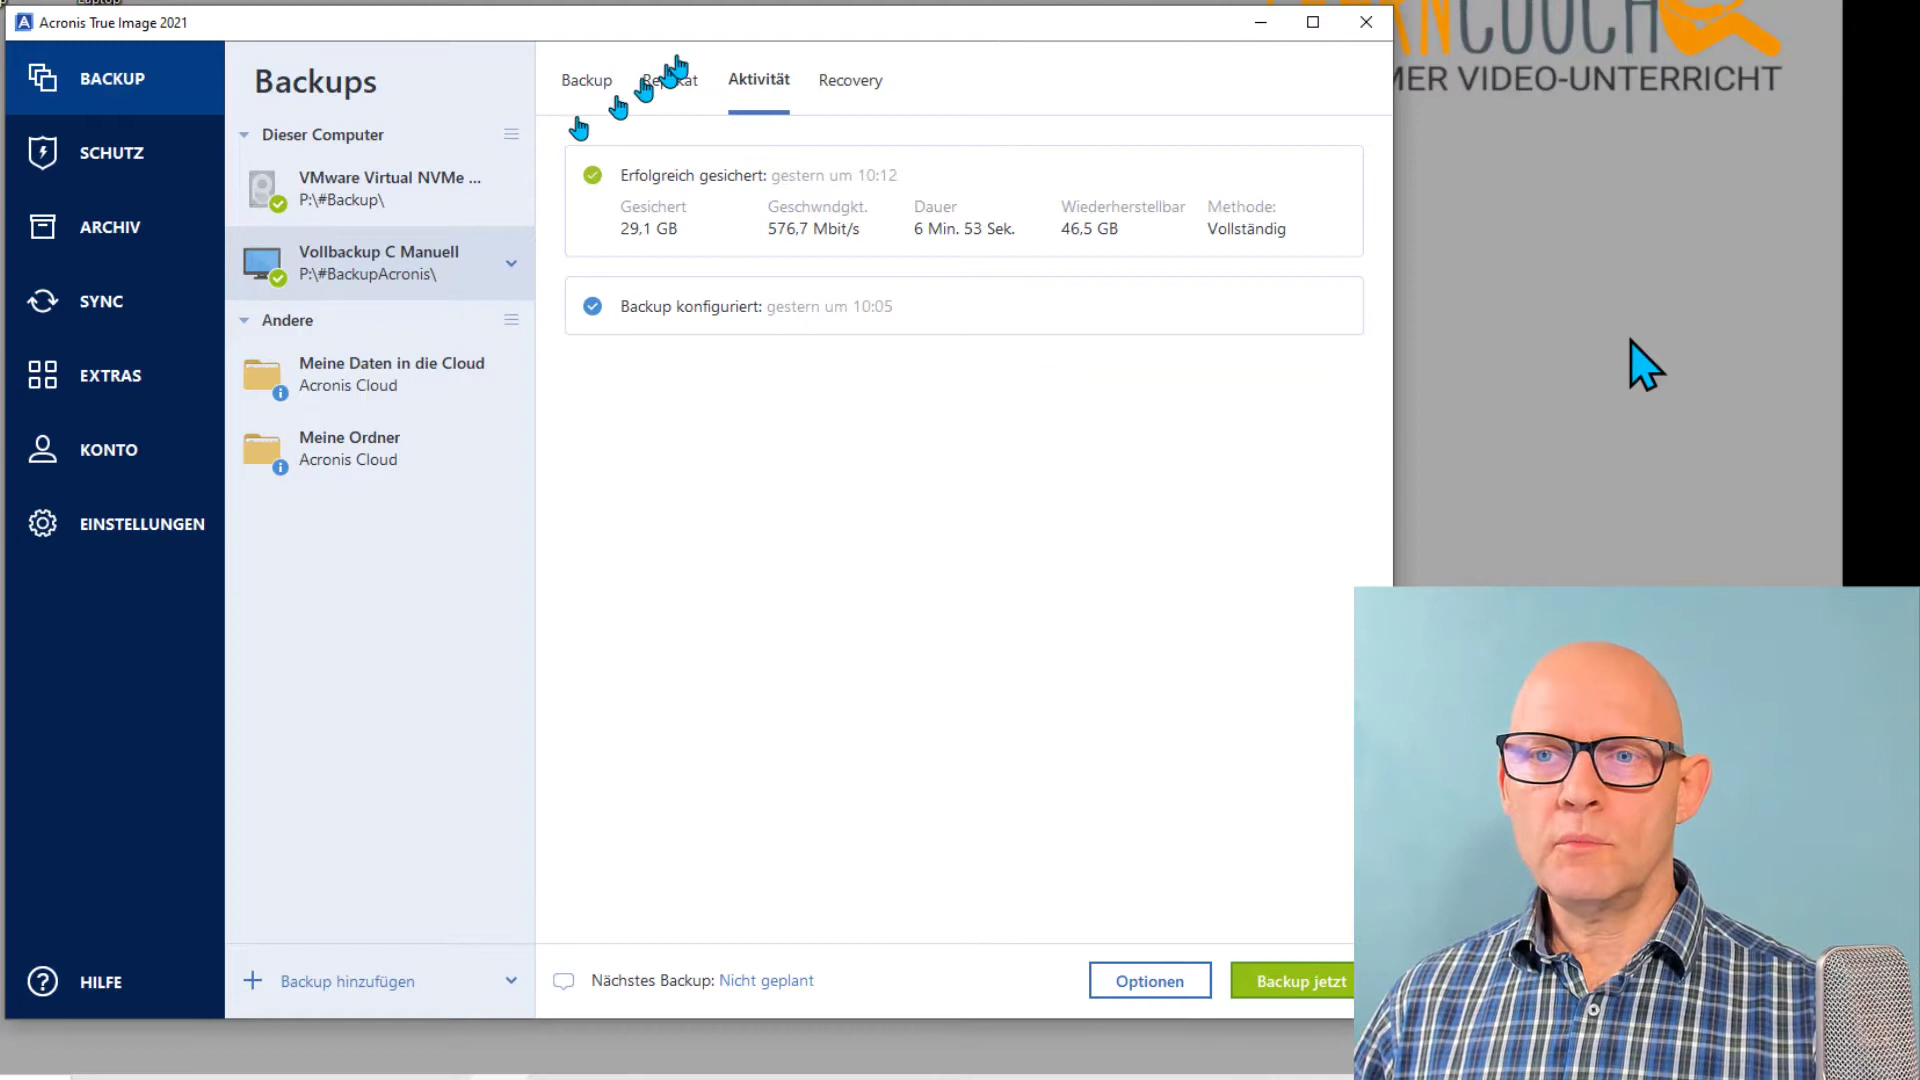 Acronis True Image 2021
BACKUP
SCHUTZ
ARCHIV
SYNC
EXTRAS
KONTO
EINSTELLUNGEN
HILFE
Backups
Dieser Computer
VMware Virtual NVMe ...
P:\#Backup\
Vollbackup C Manuell
P:\#BackupAcronis\
Andere
Meine Daten in die Cloud
Acronis Cloud
Meine Ordner
Acronis Cloud
Backup hinzufügen
Backup Aktivität Recovery
Erfolgreich gesichert: gestern um 10:12
Gesichert Geschwndgkt. Dauer Wiederherstellbar Methode:
29,1 GB 576,7 Mbit/s 6 Min. 53 Sek. 46,5 GB Vollständig
Backup konfiguriert: gestern um 10:05
Nächstes Backup: Nicht geplant
Optionen
Backup jetzt
MER VIDEO-UNTERRICHT